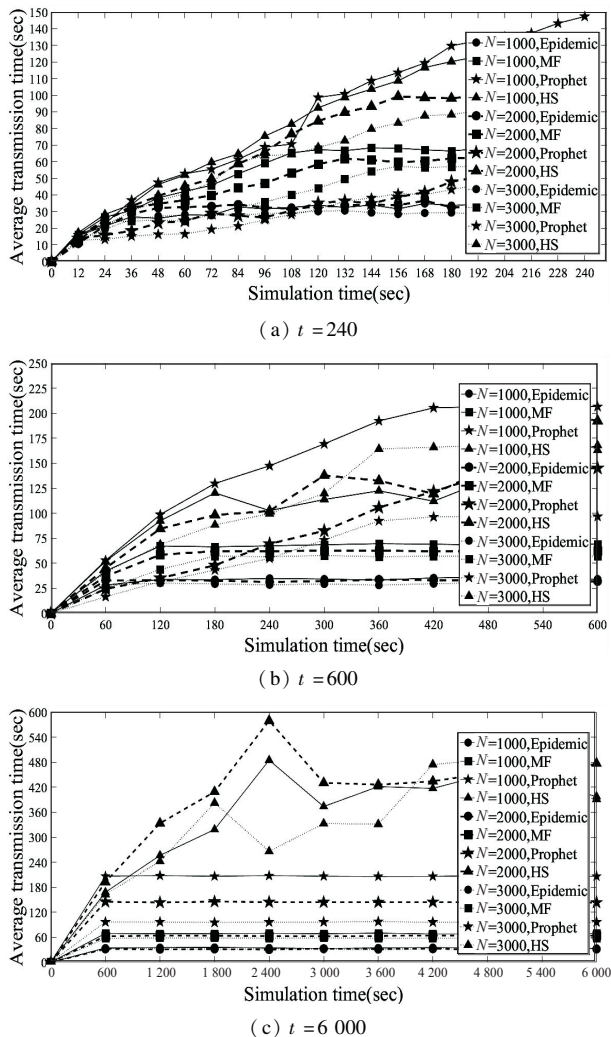 150
140
130
120
110
100
90
80
70
60
50
40
30
20
10
0
Average transmission time(sec)
N=1000,Epidemic
N=1000,MF
N=1000,Prophet
N=1000,HS
N=2000,Epidemic
N=2000,MF
N=2000,Prophet
N=2000,HS
N=3000,Epidemic
N=3000,MF
N=3000,Prophet
N=3000,HS
0 12 24 36 48 60 72 84 96 108 120 132 144 156 168 180 192 204 216 228 240
Simulation time(sec)
(a) t =240
250
225
200
175
150
125
100
75
50
25
0
Average transmission time(sec)
N=1000,Epidemic
N=1000,MF
N=1000,Prophet
N=1000,HS
N=2000,Epidemic
N=2000,MF
N=2000,Prophet
N=2000,HS
N=3000,Epidemic
N=3000,MF
N=3000,Prophet
N=3000,HS
0 60 120 180 240 300 360 420 480 540 600
Simulation time(sec)
(b) t =600
600
540
480
420
360
300
240
180
120
60
0
Average transmission time(sec)
N=1000,Epidemic
N=1000,MF
N=1000,Prophet
N=1000,HS
N=2000,Epidemic
N=2000,MF
N=2000,Prophet
N=2000,HS
N=3000,Epidemic
N=3000,MF
N=3000,Prophet
N=3000,HS
0 600 1 200 1 800 2 400 3 000 3 600 4 200 4 800 5 400 6 000
Simulation time(sec)
(c) t =6 000